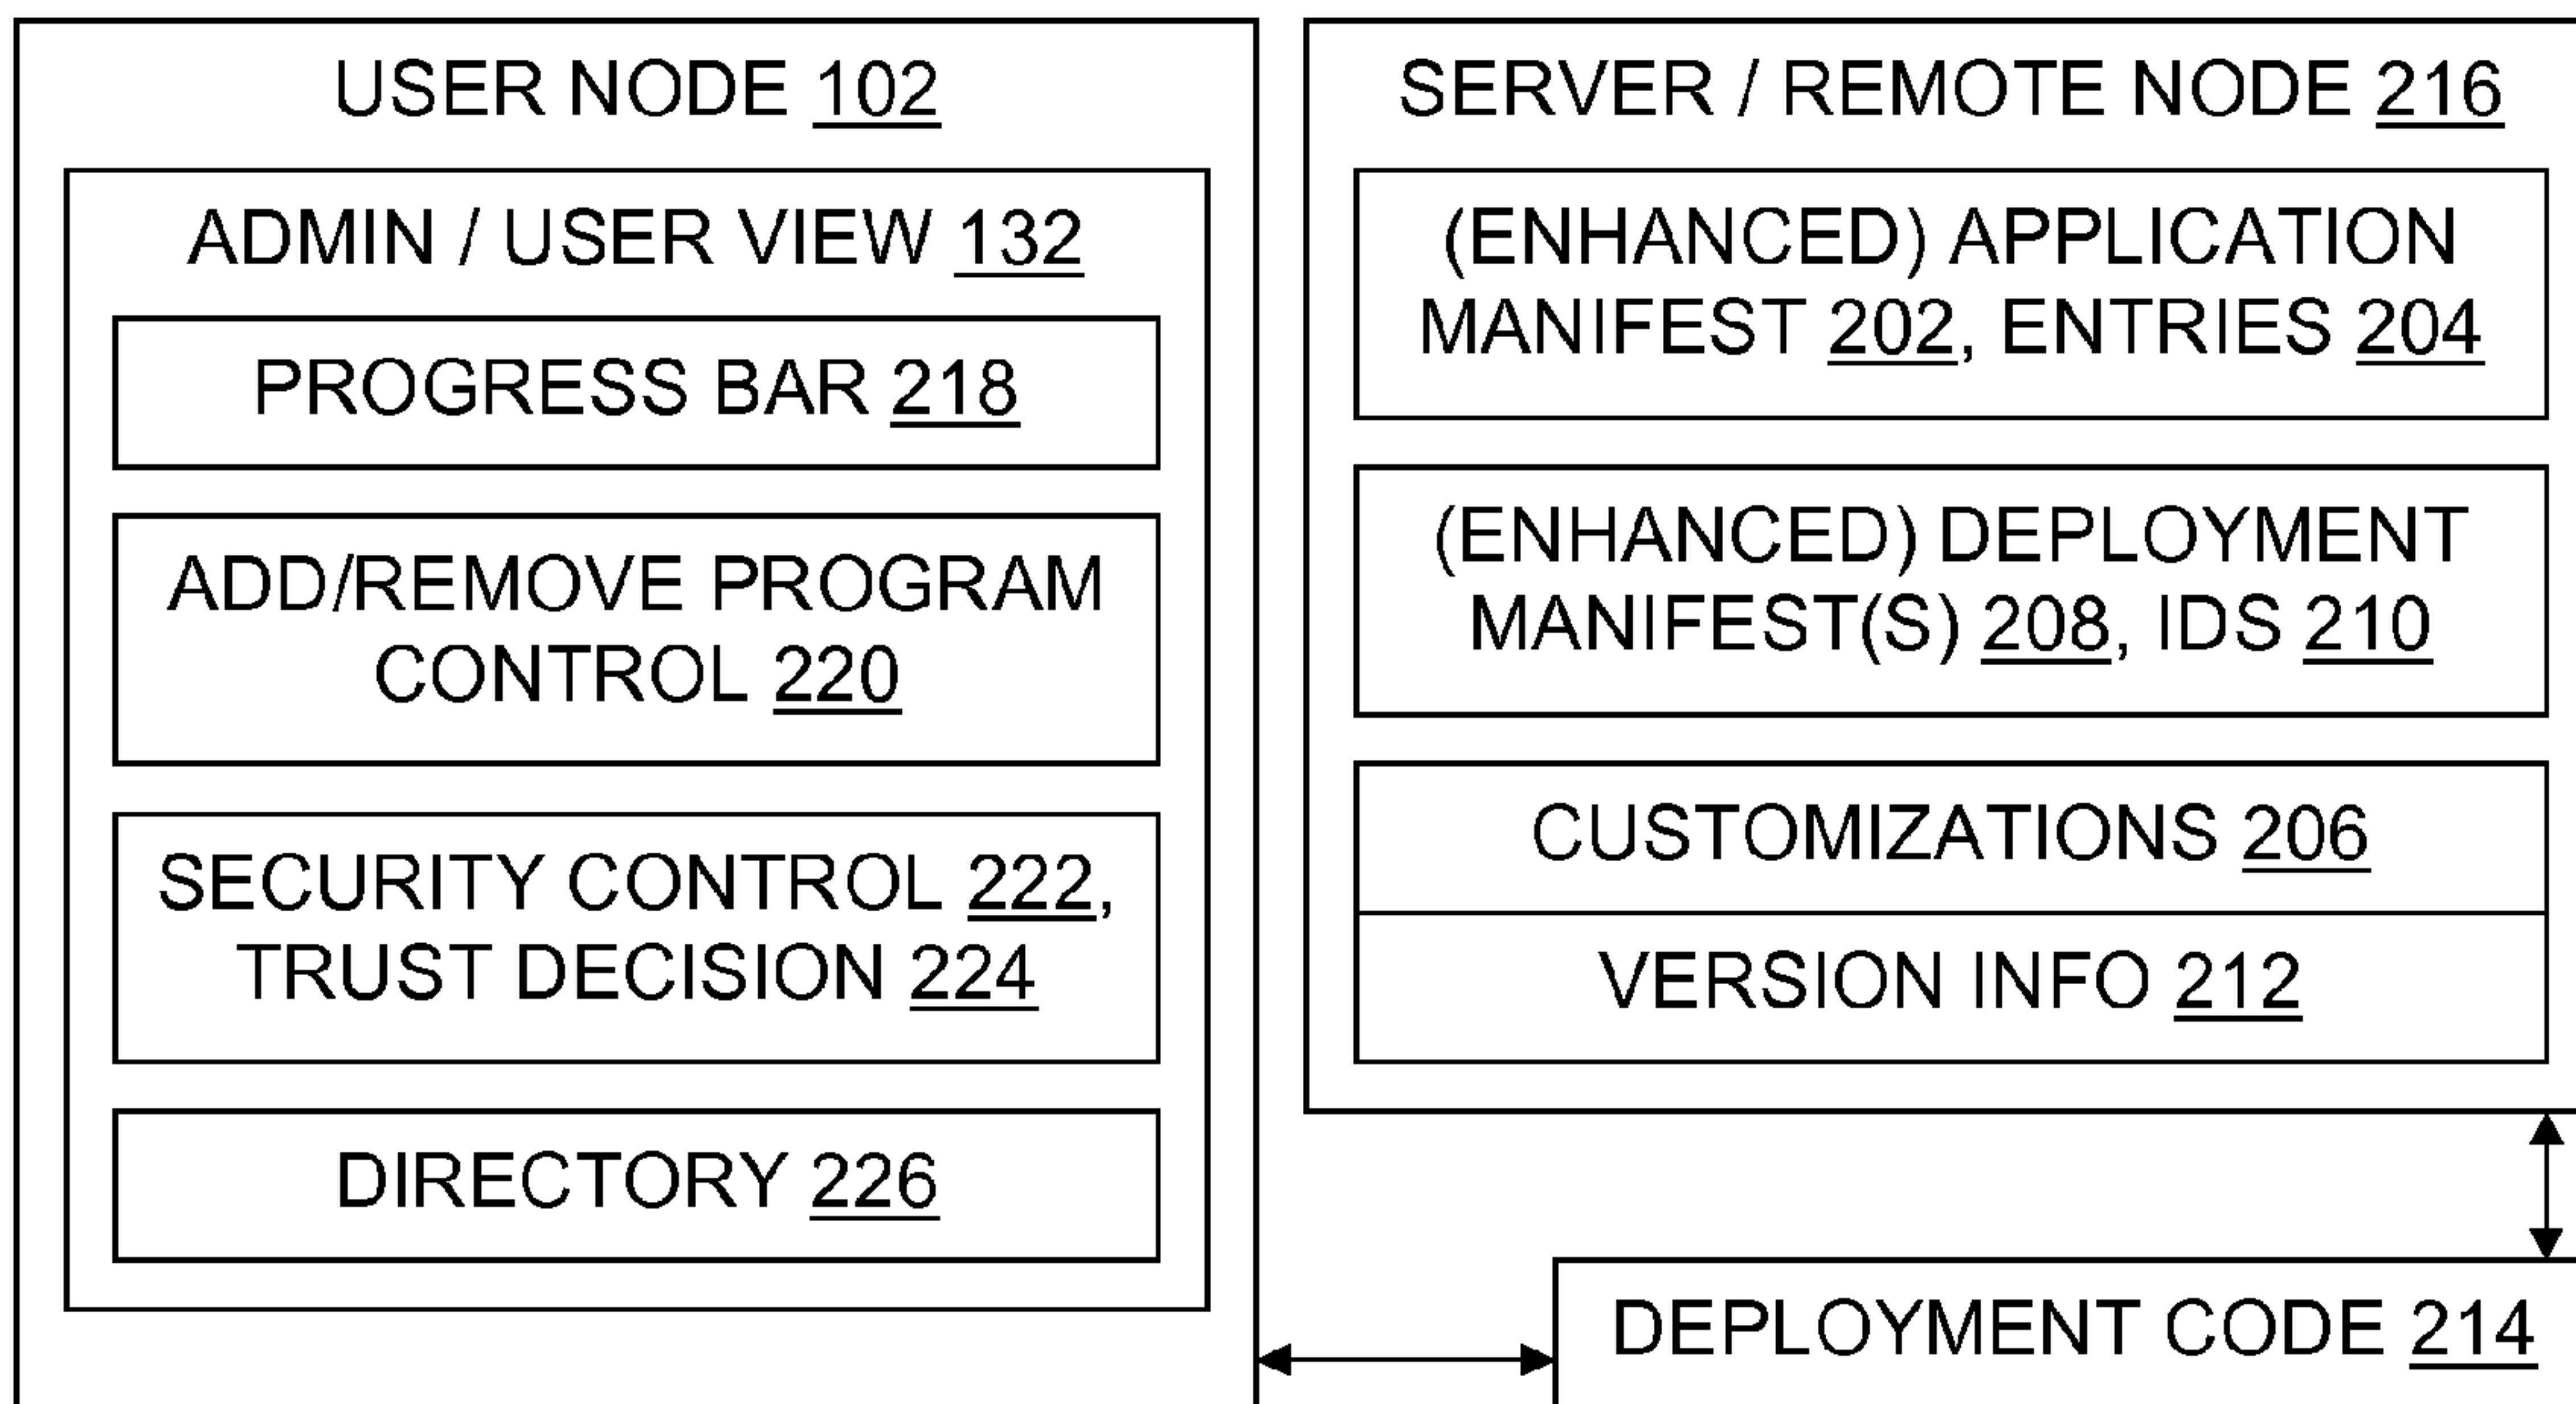 USER NODE 102
ADMIN / USER VIEW 132
PROGRESS BAR 218
ADD/REMOVE PROGRAM
CONTROL 220
SECURITY CONTROL 222,
TRUST DECISION 224
DIRECTORY 226
SERVER / REMOTE NODE 216
(ENHANCED) APPLICATION
MANIFEST 202, ENTRIES 204
(ENHANCED) DEPLOYMENT
MANIFEST(S) 208, IDS 210
CUSTOMIZATIONS 206
VERSION INFO 212
DEPLOYMENT CODE 214